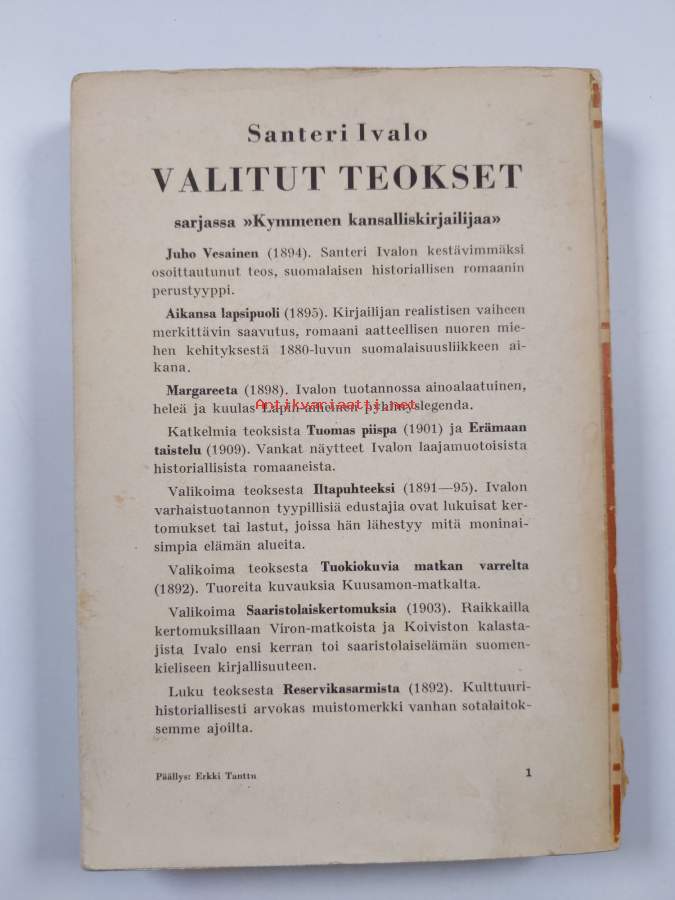 Santeri Ivalo
VALITUT TEOKSET
sarjassa »Kymmenen kansalliskirjailijaa»
Juho Vesainen (1894). Santeri Ivalon kestävimmäksi
osoittautunut teos, suomalaisen historiallisen romaanin
perustyyppi.
Aikansa lapsipuoli (1895). Kirjailijan realistisen vaiheen
merkittävin saavutus, romaani aatteellisen nuoren mie-
hen kehityksestä 1880-luvun suomalaisuusliikkeen ai-
kana.
Margareeta (1898). Ivalon tuotannossa ainoalaatuinen,
heleä ja kuulas Lapin-aiheinen pyhimyslegenda.
Antikvariaatti.net
Katkelmia teoksista Tuomas piispa (1901) ja Erämaan
taistelu (1909). Vankat näytteet Ivalon laajamuotoisista
historiallisista romaaneista.
Valikoima teoksesta Iltapuhteeksi (1891—95). Ivalon
varhaistuotannon tyypillisiä edustajia ovat lukuisat ker-
tomukset tai lastut, joissa hän lähestyy mitä moninai-
simpia elämän alueita.
Valikoima teoksesta Tuokiokuvia matkan varrelta
(1892). Tuoreita kuvauksia Kuusamon-matkalta.
Valikoima Saaristolaiskertomuksia (1903). Raikkailla
kertomuksillaan Viron-matkoista ja Koiviston kalasta-
jista Ivalo ensi kerran toi saaristolaiselämän suomen-
kieliseen kirjallisuuteen.
Luku teoksesta Reservikasarmista (1892). Kulttuuri-
historiallisesti arvokas muistomerkki vanhan sotalaitok-
semme ajoilta.
Päällys: Erkki Tanttu 1